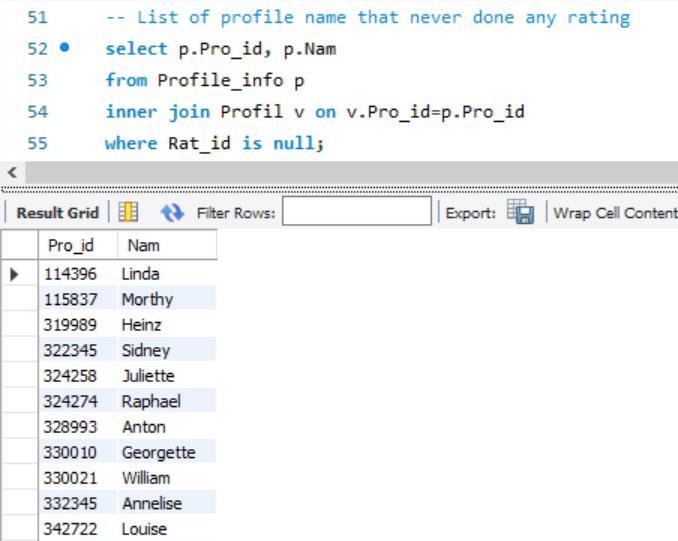 51 -- List of profile name that never done any rating
52 select p.Pro_id, p.Nam
53 from Profile_info p
54 inner join Profil v on v.Pro_id=p.Pro_id
55 where Rat_id is null;
Result Grid Filter Rows: Export: Wrap Cell Content
Pro_id Nam
114396 Linda
115837 Morthy
319989 Heinz
322345 Sidney
324258 Juliette
324274 Raphael
328993 Anton
330010 Georgette
330021 William
332345 Annelise
342722 Louise